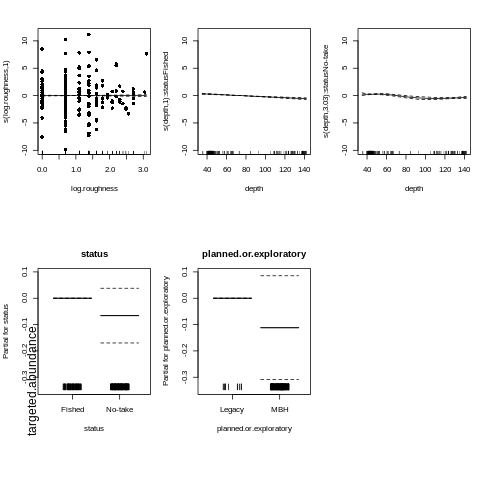 s(log.roughness,1)
10
5
0
-5
-10
0.0
1.0
2.0
3.0
log.roughness
s(depth,1):statusFished
10
5
0
-5
-10
40
60
80
100
120
140
depth
s(depth,3.03):statusNo-take
10
5
0
-5
-10
40
60
80
100
120
140
depth
status
Partial for status
0.1
0.0
-0.1
-0.2
-0.3
Fished
No-take
status
planned.or.exploratory
Partial for planned.or.exploratory
0.1
0.0
-0.1
-0.2
-0.3
Legacy
MBH
planned.or.exploratory
targeted.abundance